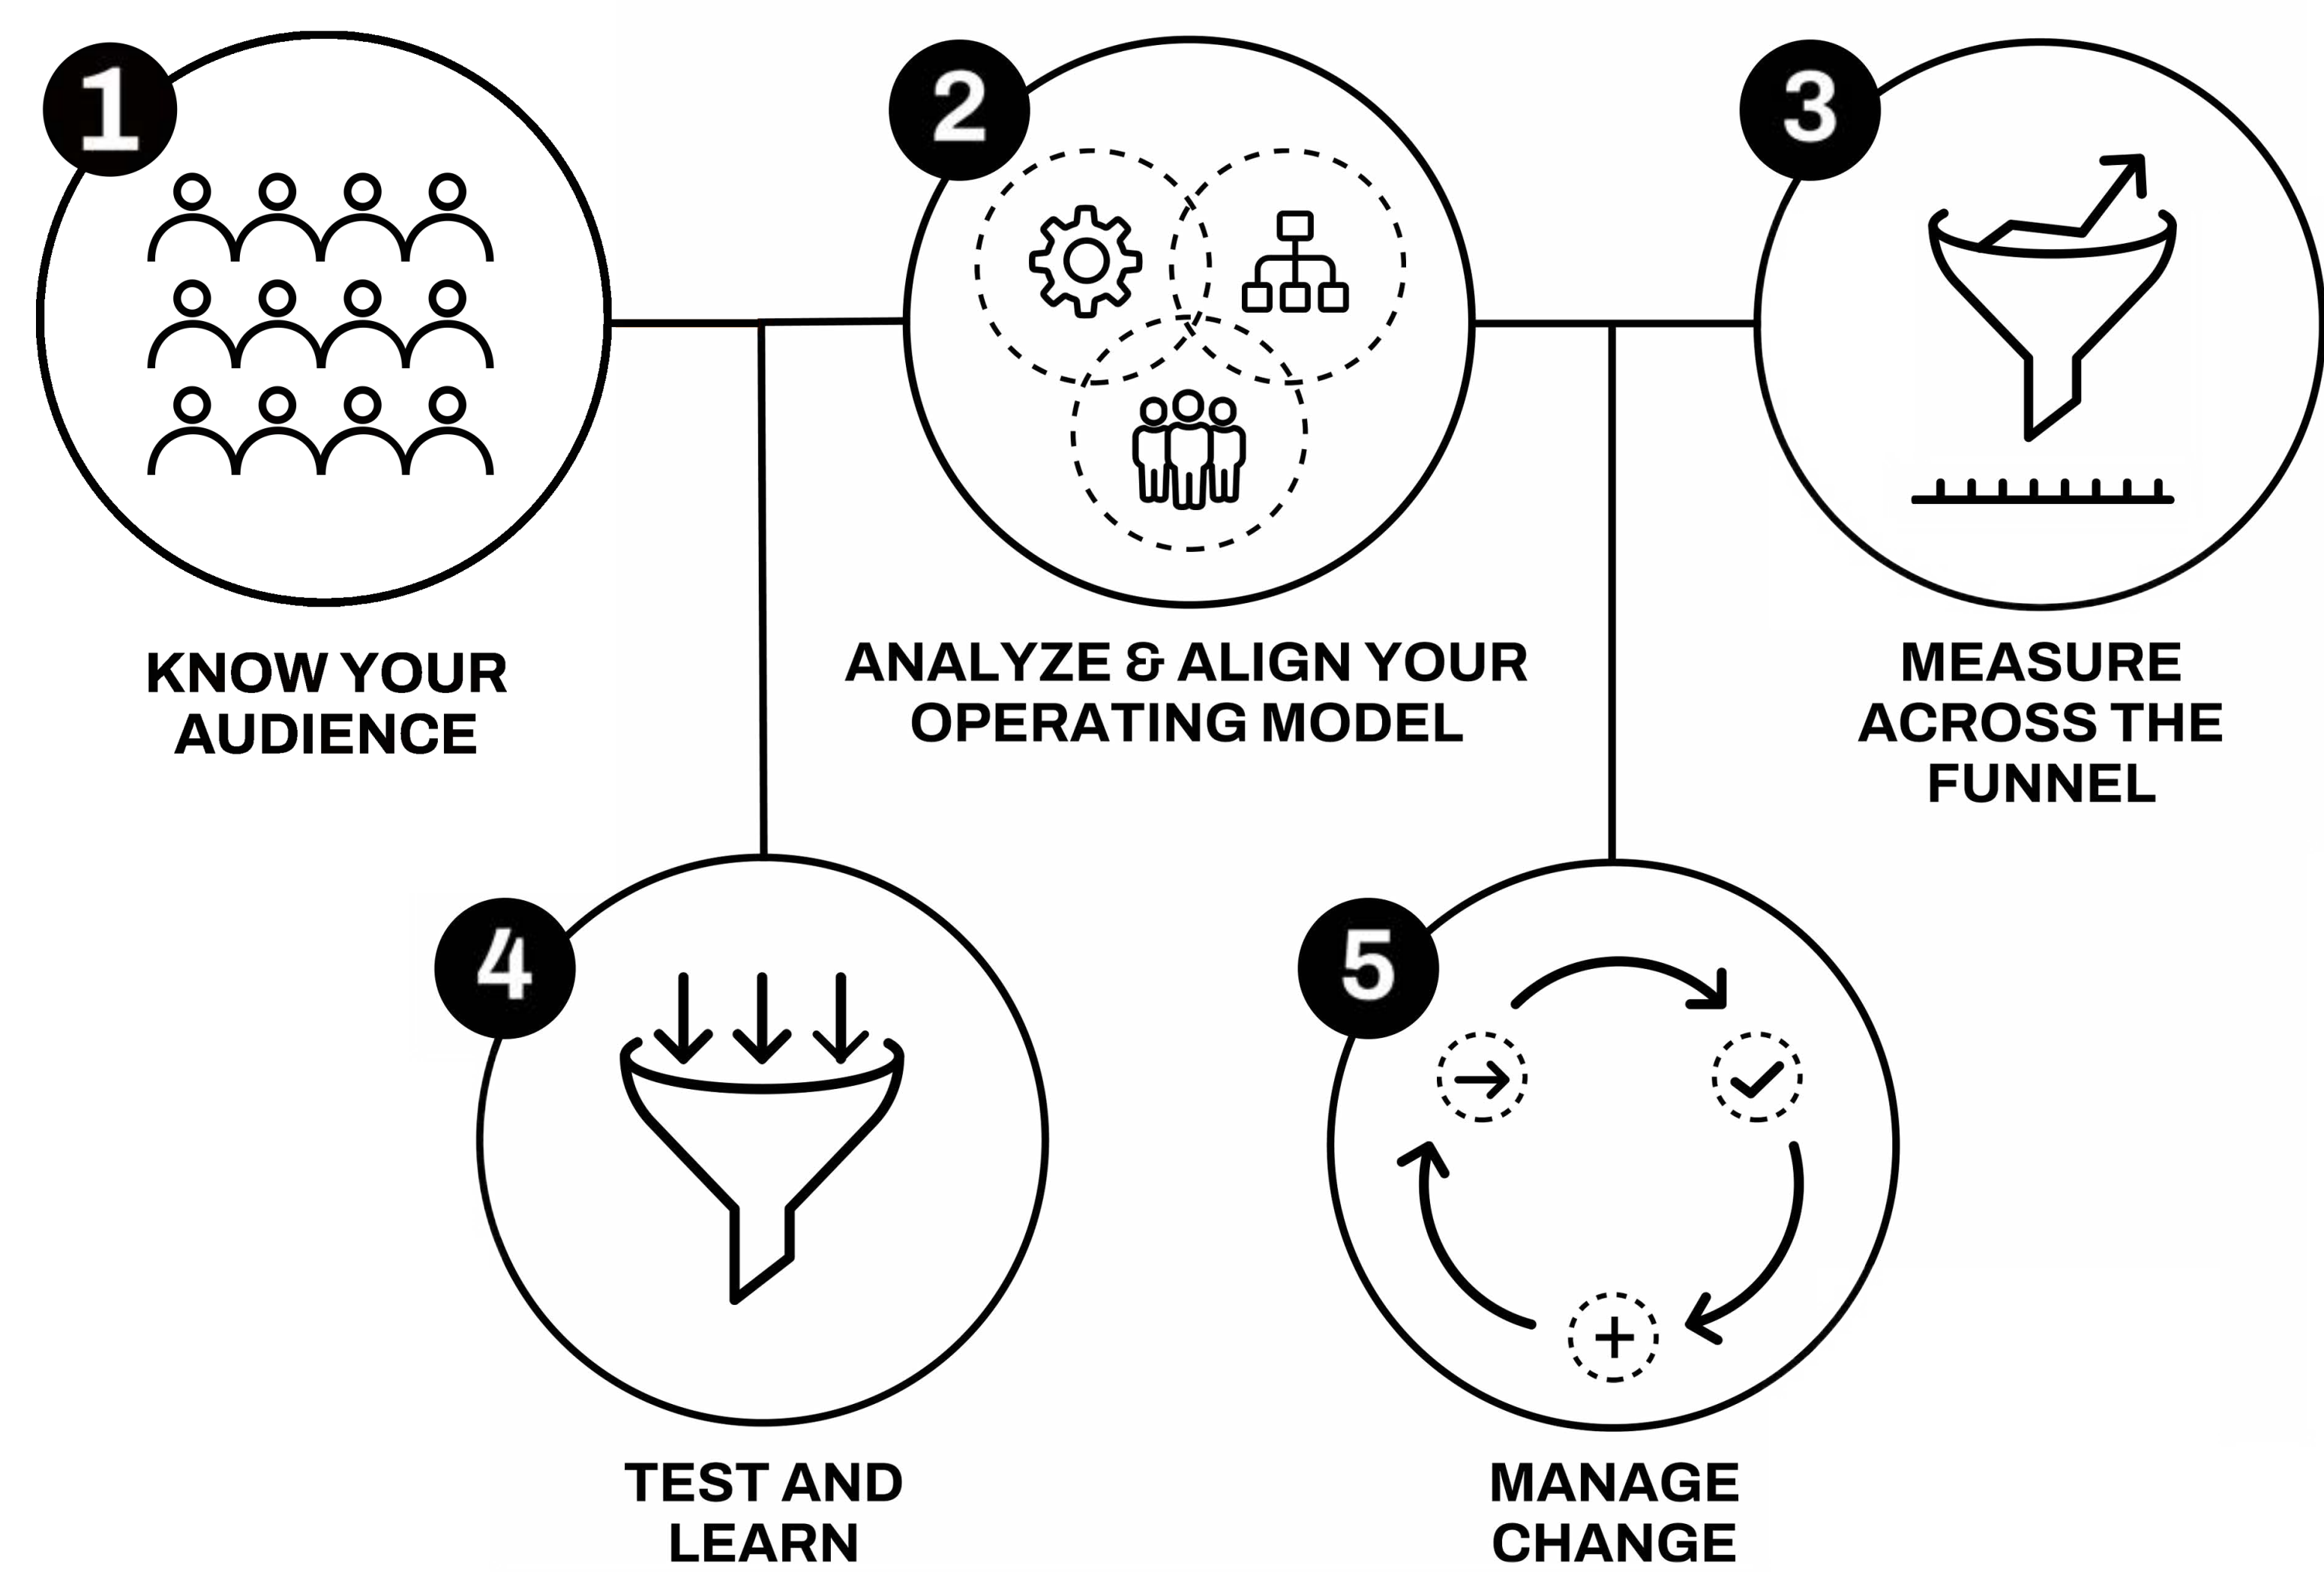 1
KNOW YOUR
AUDIENCE
2
ANALYZE & ALIGN YOUR
OPERATING MODEL
3
MEASURE
ACROSS THE
FUNNEL
4
TEST AND
LEARN
5
MANAGE
CHANGE